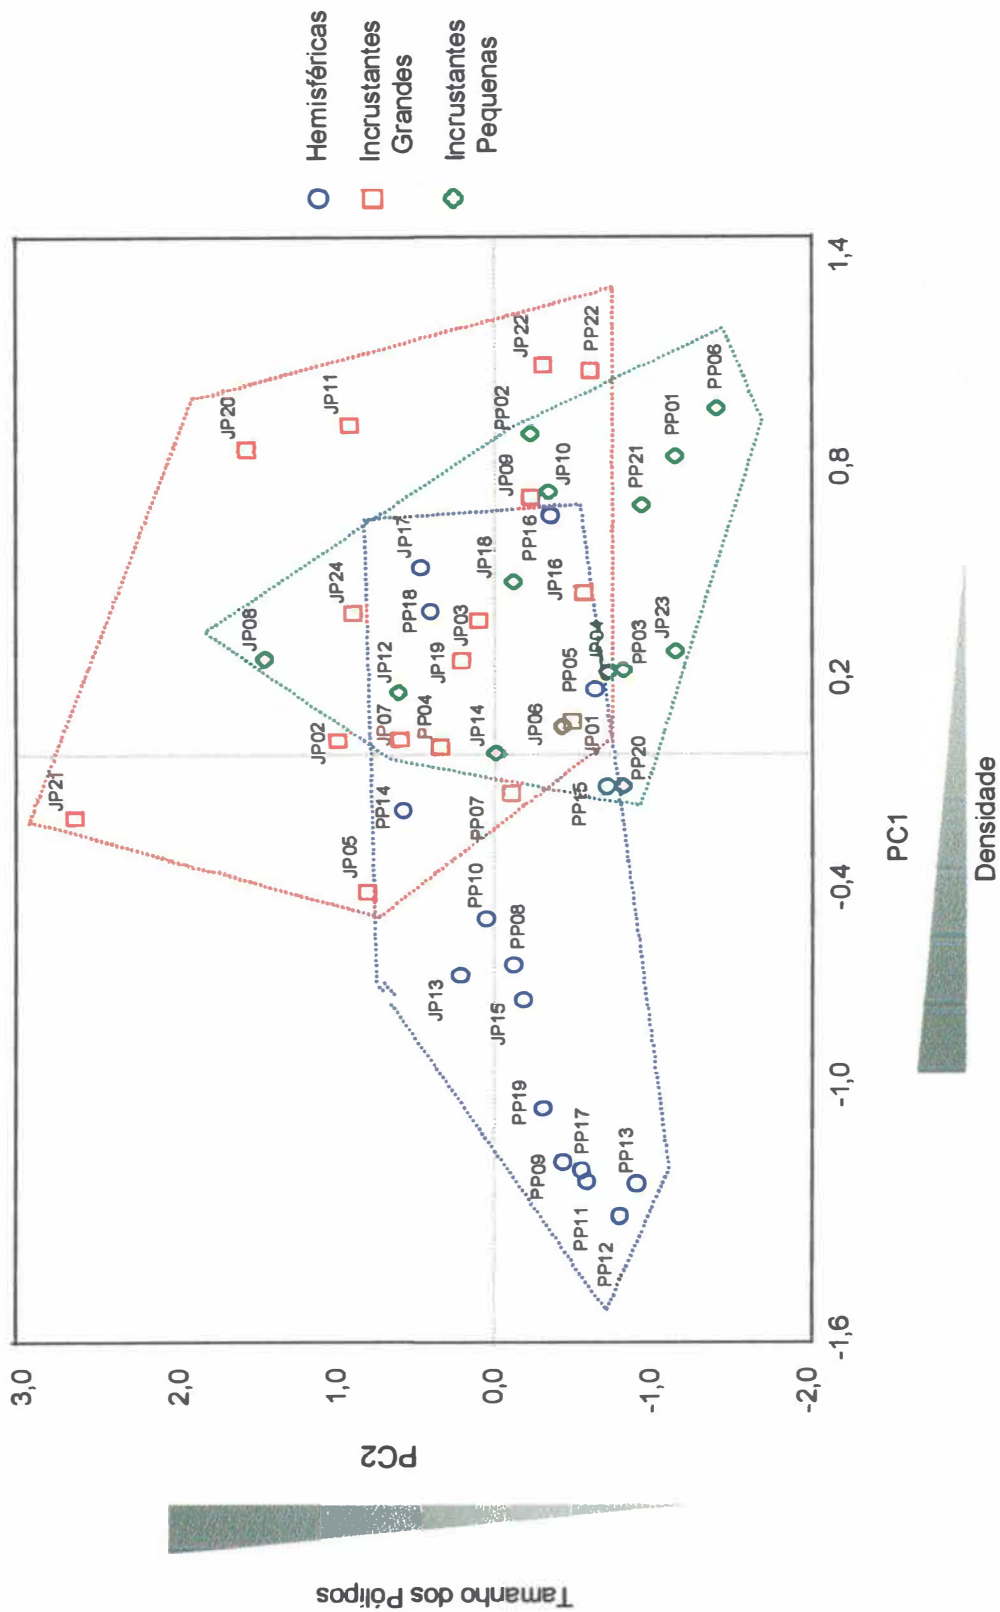 Hemisféricas
Incrustantes
Grandes
Incrustantes
Pequenas
Tamanho dos Pólipos
PC2
3,0
2,0
1,0
0,0
-1,0
-2,0
JP21
JP20
JP08
JP11
JP02
JP24
JP05
JP12
JP07
JP17
PP14
PP18
PP04
JP19
JP03
JP13
PP10
JP14
PP07
JP18
PP02
JP09
JP22
PP08
JP15
PP16
JP10
PP19
JP06
PP05
JP16
PP22
PP09
PP17
JP01
JP04
PP11
PP15
PP12
PP13
PP20
PP03
JP23
PP21
PP01
PP06
-1,6
-1,0
-0,4
0,2
0,8
1,4
PC1
Densidade